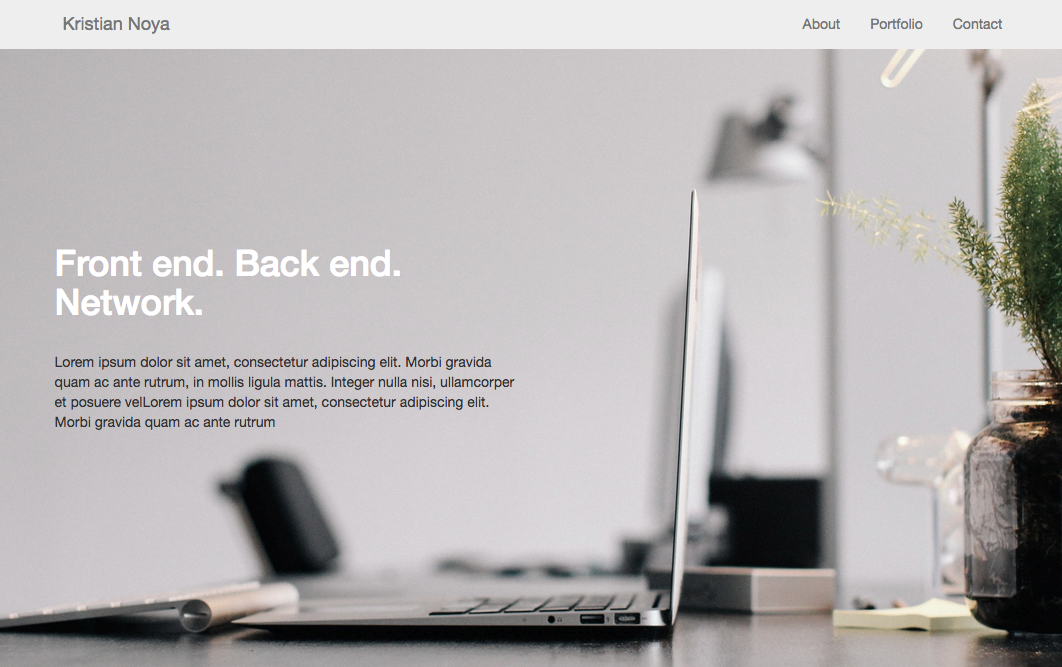 Kristian Noya
About Portfolio Contact
Front end. Back end.
Network.
Lorem ipsum dolor sit amet, consectetur adipiscing elit. Morbi gravida
quam ac ante rutrum, in mollis ligula mattis. Integer nulla nisi, ullamcorper
et posuere velLorem ipsum dolor sit amet, consectetur adipiscing elit.
Morbi gravida quam ac ante rutrum